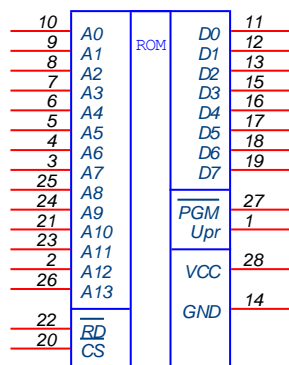 10 A0 ROM D0 11
9 A1 D1 12
8 A2 D2 13
7 A3 D3 15
6 A4 D4 16
5 A5 D5 17
4 A6 D6 18
3 A7 D7 19
25 A8
24 A9 PGM 27
21 A10 Upr 1
23 A11
2 A12 VCC 28
26 A13
GND 14
22 RD
20 CS